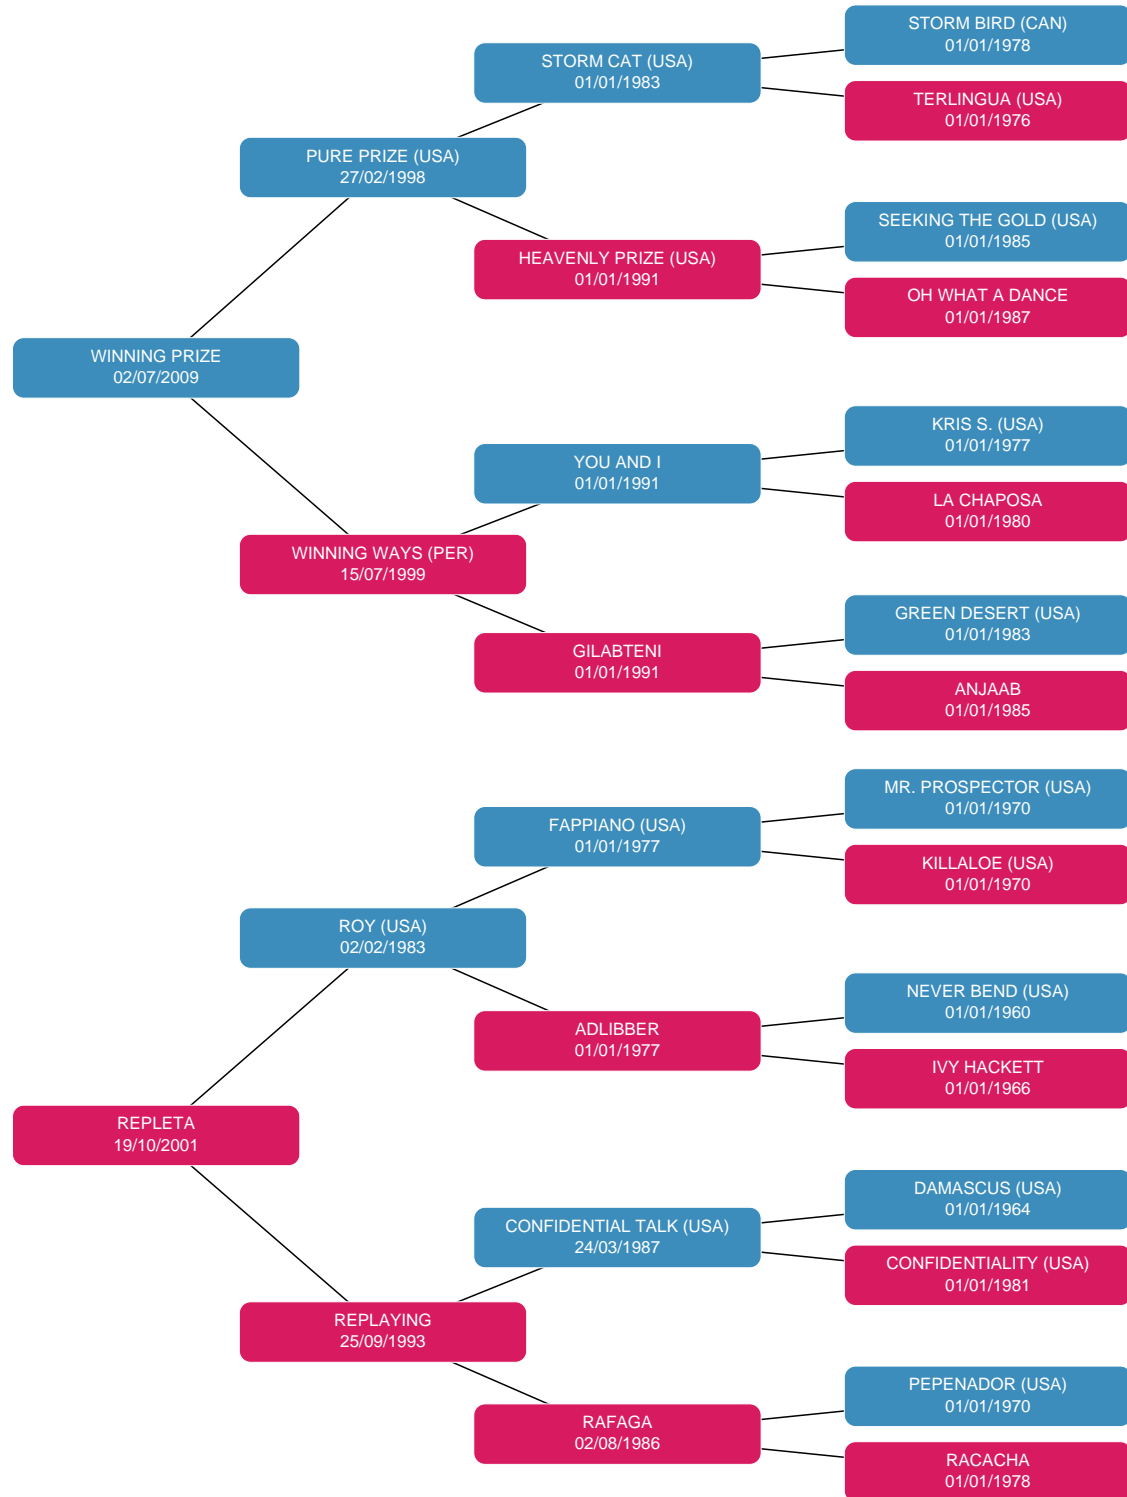 STORM BIRD (CAN)
01/01/1978
STORM CAT (USA)
01/01/1983
TERLINGUA (USA)
01/01/1976
PURE PRIZE (USA)
27/02/1998
SEEKING THE GOLD (USA)
01/01/1985
HEAVENLY PRIZE (USA)
01/01/1991
OH WHAT A DANCE
01/01/1987
WINNING PRIZE
02/07/2009
KRIS S. (USA)
01/01/1977
YOU AND I
01/01/1991
LA CHAPOSA
01/01/1980
WINNING WAYS (PER)
15/07/1999
GREEN DESERT (USA)
01/01/1983
GILABTENI
01/01/1991
ANJAAB
01/01/1985
MR. PROSPECTOR (USA)
01/01/1970
FAPPIANO (USA)
01/01/1977
KILLALOE (USA)
01/01/1970
ROY (USA)
02/02/1983
NEVER BEND (USA)
01/01/1960
ADLIBBER
01/01/1977
IVY HACKETT
01/01/1966
REPLETA
19/10/2001
DAMASCUS (USA)
01/01/1964
CONFIDENTIAL TALK (USA)
24/03/1987
CONFIDENTIALITY (USA)
01/01/1981
REPLAYING
25/09/1993
PEPENADOR (USA)
01/01/1970
RAFAGA
02/08/1986
RACACHA
01/01/1978